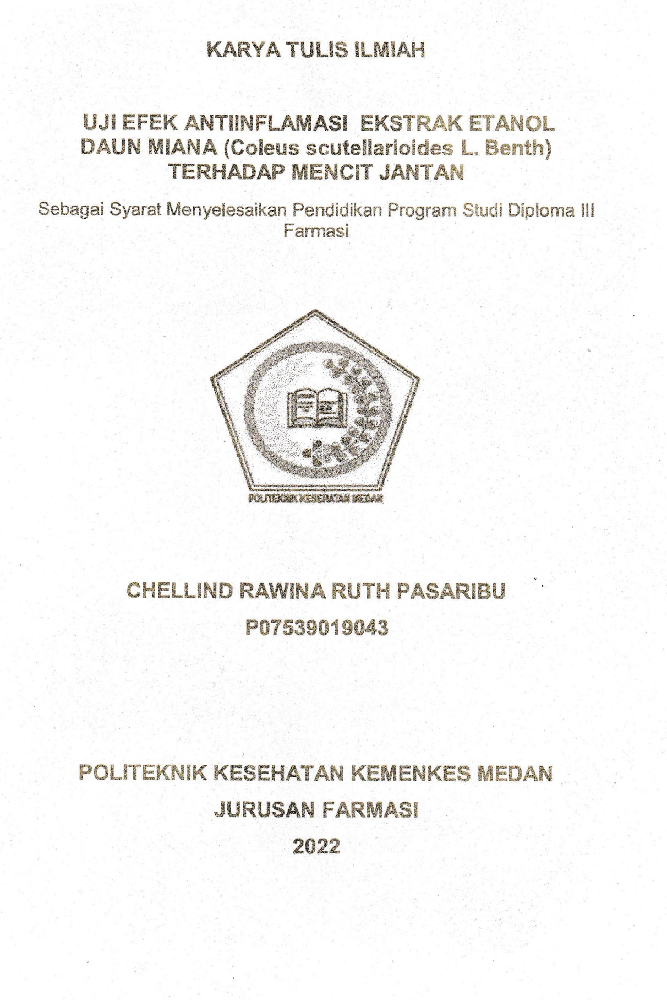 KARYA TULIS ILMIAH
UJI EFEK ANTIINFLAMASI EKSTRAK ETANOL
DAUN MIANA (Coleus scutellarioides L. Benth)
TERHADAP MENCIT JANTAN
Sebagai Syarat Menyelesaikan Pendidikan Program Studi Diploma III
Farmasi
POLITEKNIK KESEHATAN MEDAN
CHELLIND RAWINA RUTH PASARIBU
P07539019043
POLITEKNIK KESEHATAN KEMENKES MEDAN
JURUSAN FARMASI
2022